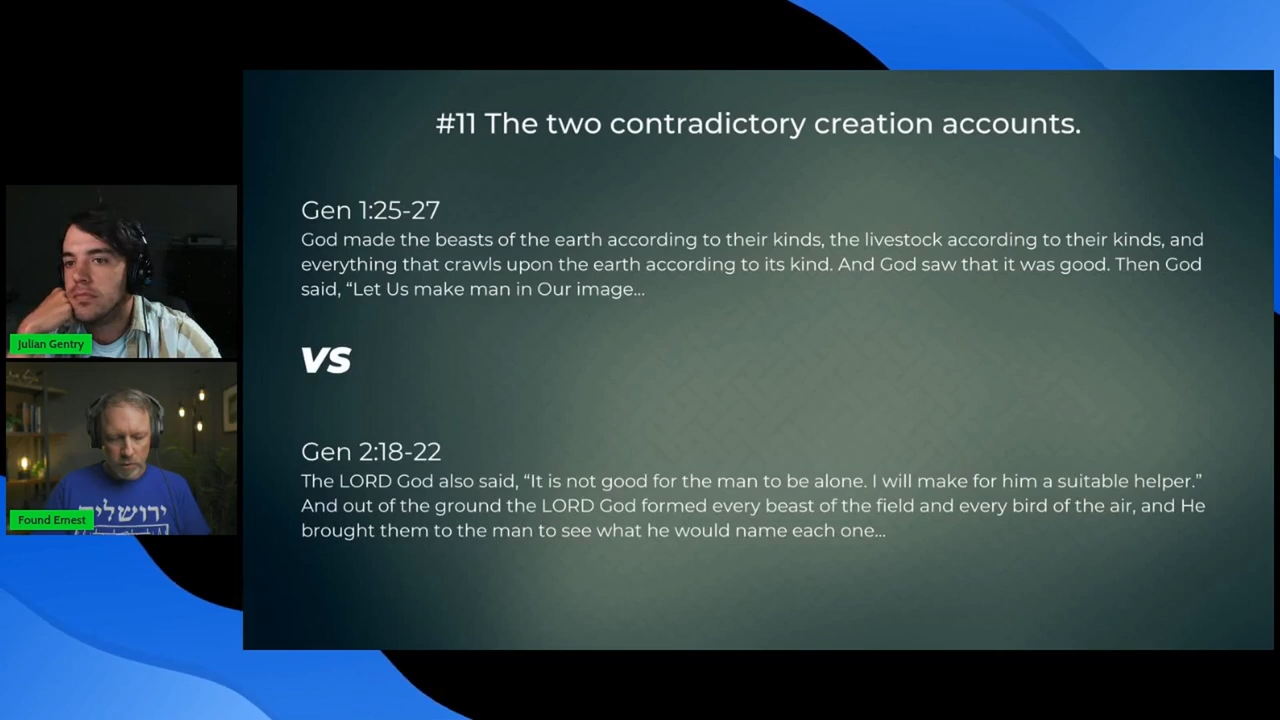 #11 The two contradictory creation accounts.
Gen 1:25-27
God made the beasts of the earth according to their kinds, the livestock according to their kinds, and
everything that crawls upon the earth according to its kind. And God saw that it was good. Then God
said, “Let Us make man in Our image...
VS
Gen 2:18-22
The LORD God also said, “It is not good for the man to be alone. I will make for him a suitable helper.”
And out of the ground the LORD God formed every beast of the field and every bird of the air, and He
brought them to the man to see what he would name each one...
Julian Gentry
ירושלים
Found Ernest